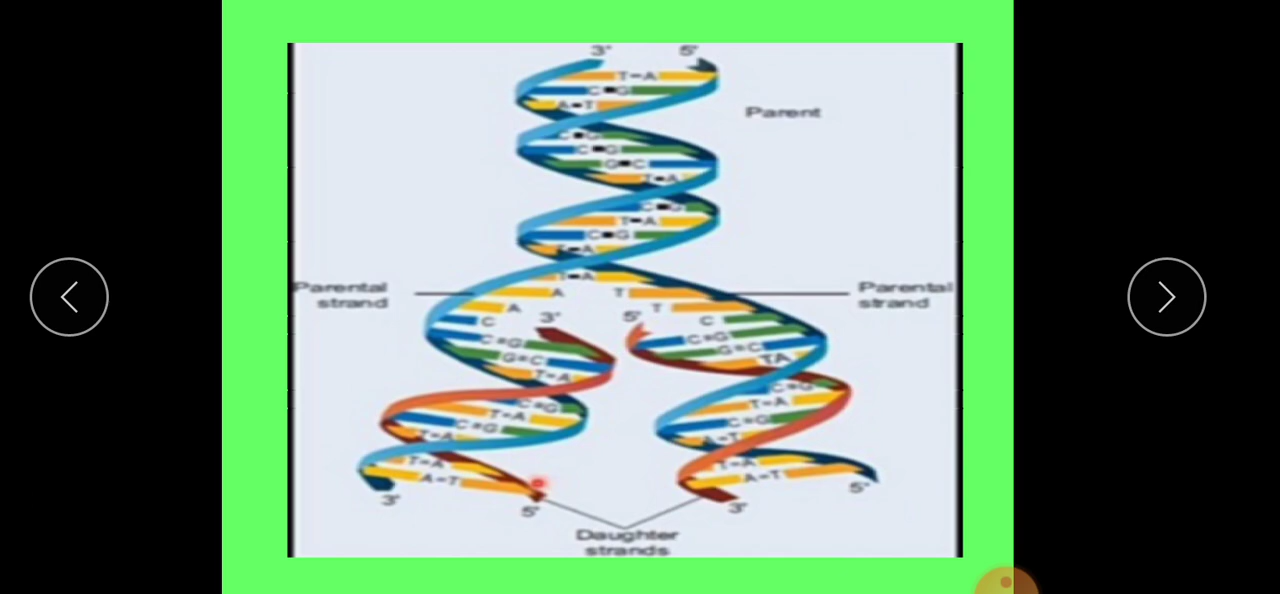 3' 5'
T=A
C≡G
A=T
Parent
C≡G
C≡G
G≡C
T=A
C≡G
T=A
C≡G
T=A
T=A
Parental
strand
A T
Parental
strand
A T
C 3' 5' C
C≡G C≡G
G≡C G≡C
T=A TA
C≡G C≡G
T=A T=A
C≡G C≡G
T=A A=T
T=A T=A
A=T A=T
3' 5' 3' 5'
Daughter
strands